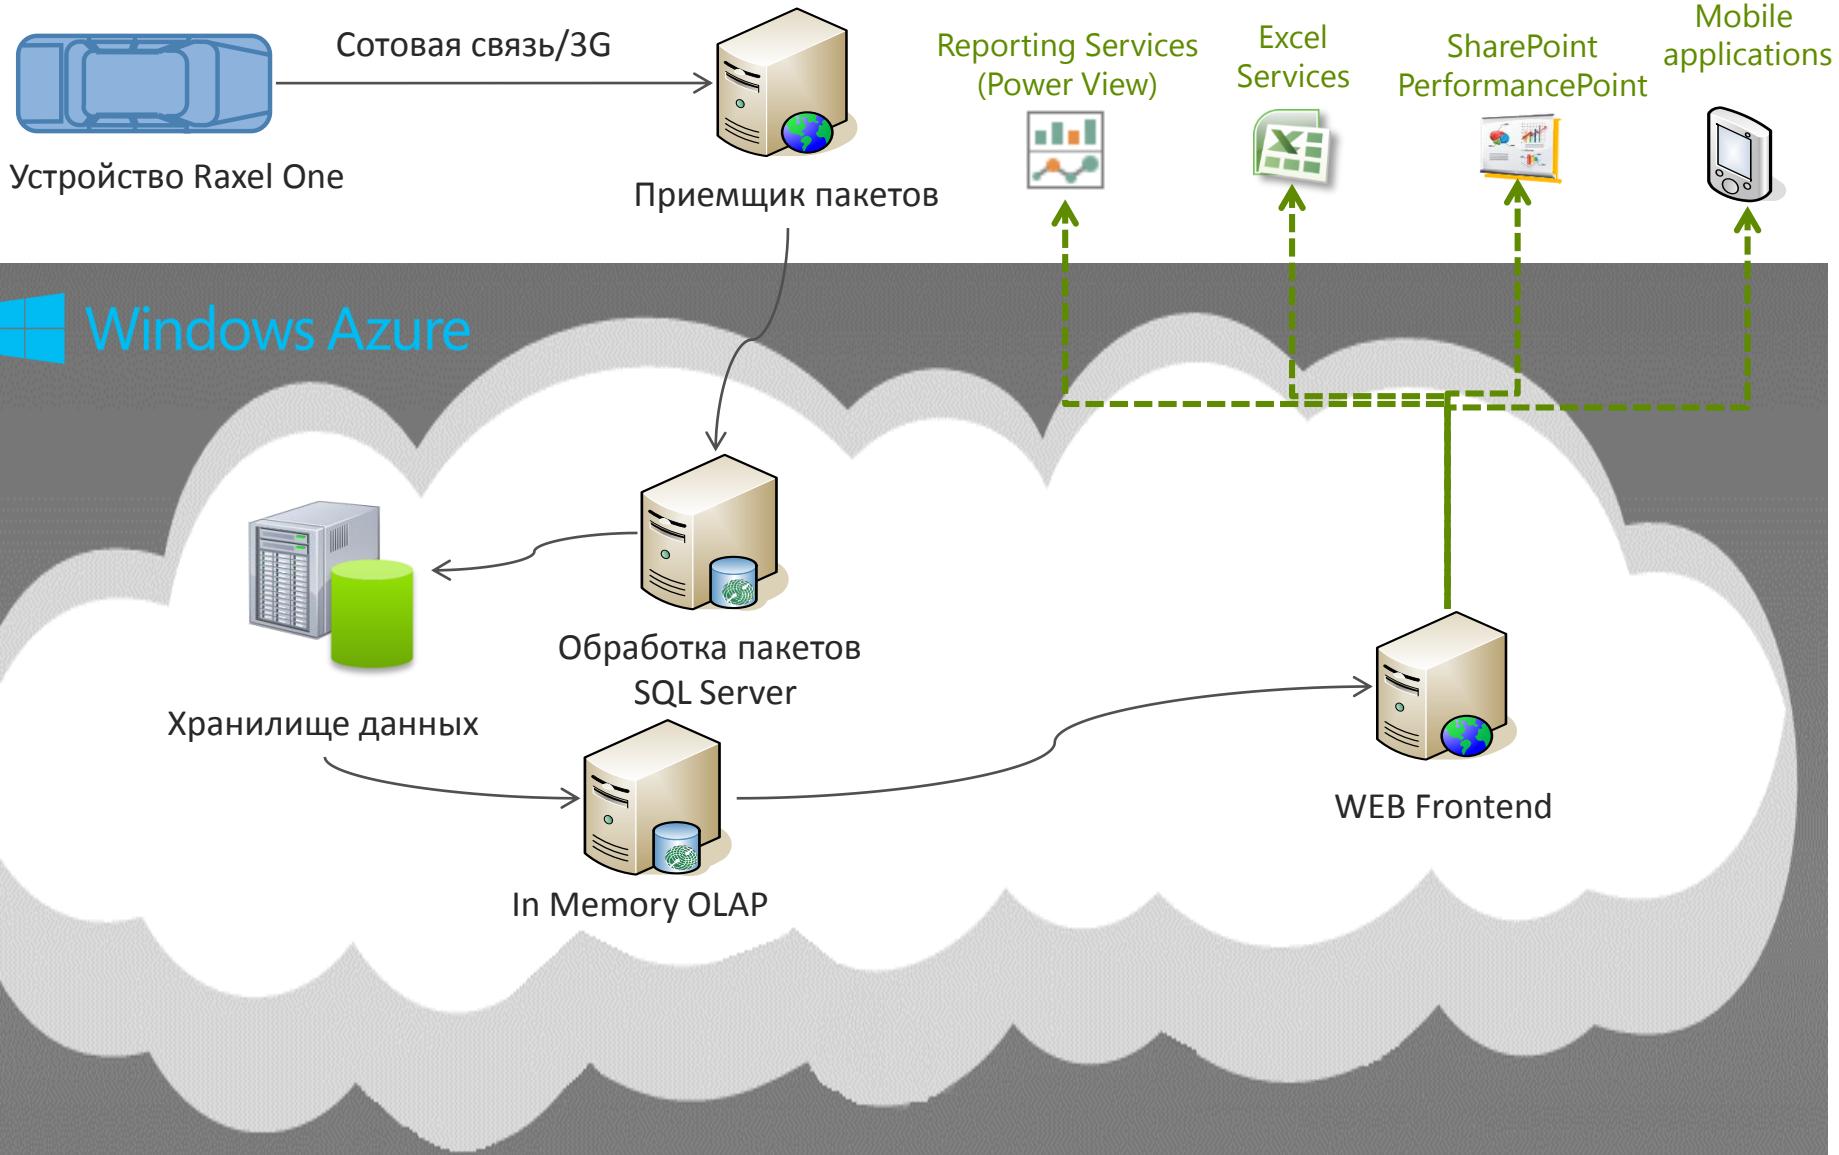 Сотовая связь/3G
Устройство Raxel One
Приемщик пакетов
Reporting Services
(Power View)
Excel
Services
SharePoint
PerformancePoint
Mobile
applications
Windows Azure
Обработка пакетов
SQL Server
Хранилище данных
In Memory OLAP
WEB Frontend